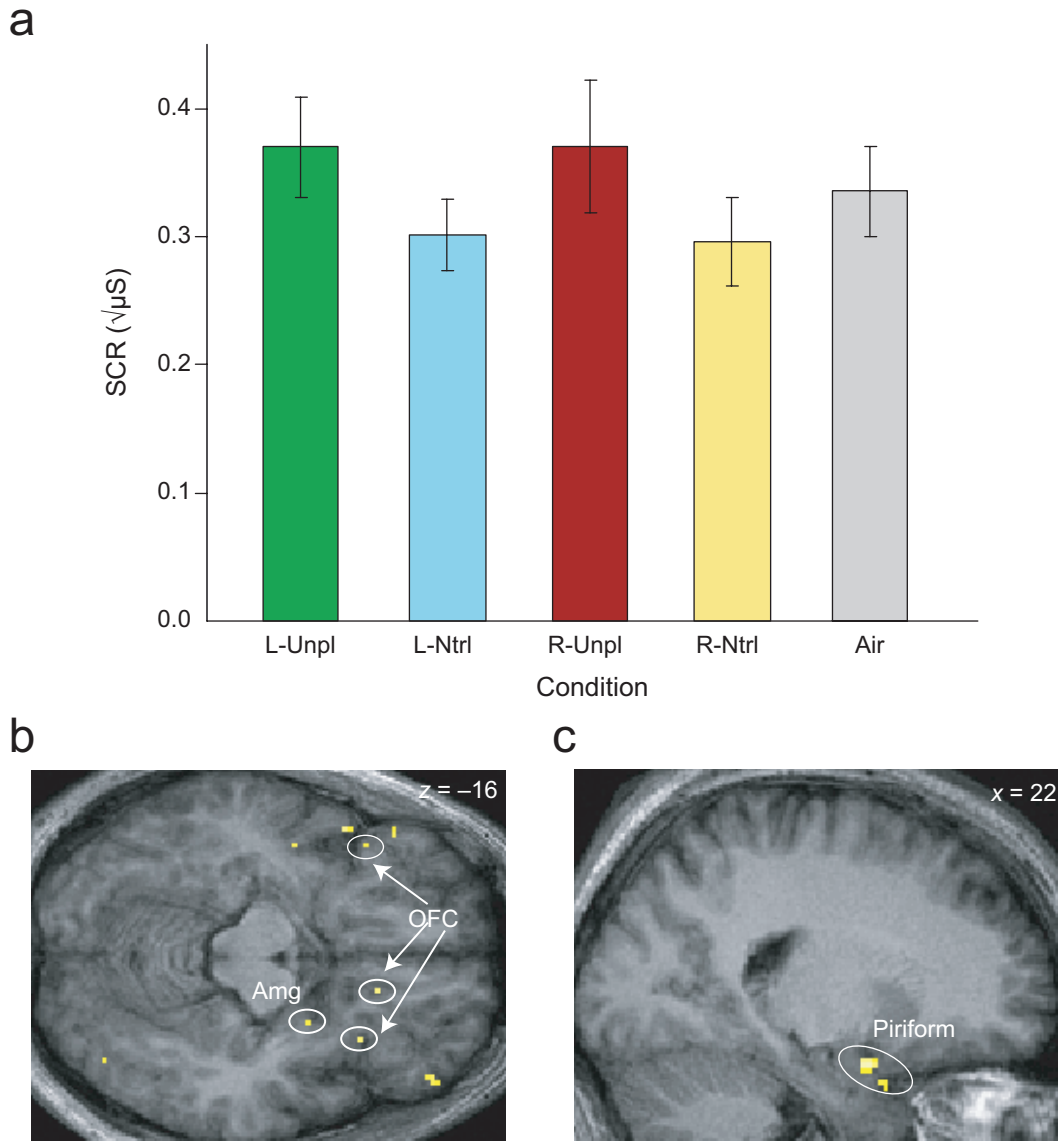 a
0.4
0.3
0.2
0.1
0.0
SCR (√µS)
L-Unpl L-Ntrl R-Unpl R-Ntrl Air
Condition
b
z = –16
OFC
Amg
c
x = 22
Piriform